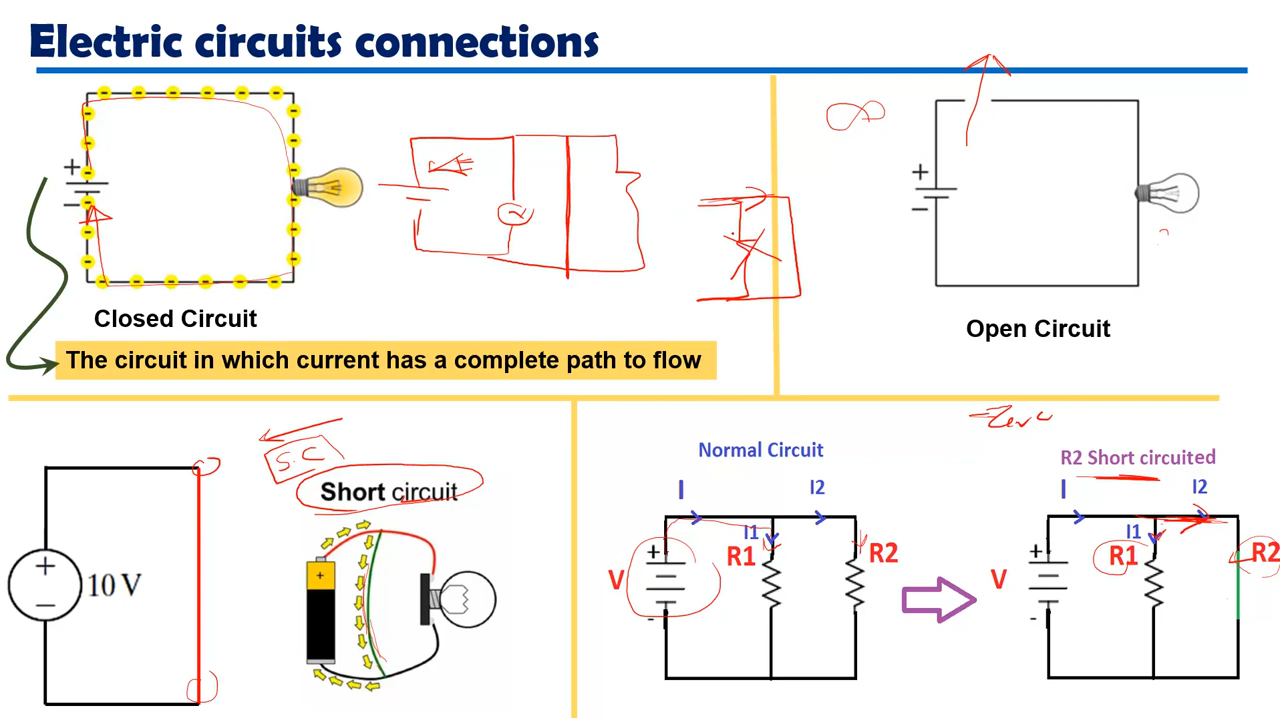 Electric circuits connections
+
−
Closed Circuit
The circuit in which current has a complete path to flow
∞
+
−
Open Circuit
S.C
Short circuit
+
−
10 V
+
=Zero
Normal Circuit
I
I2
I1
V
+
-
R1
R2
R2 Short circuited
I
I2
I1
V
+
-
R1
R2